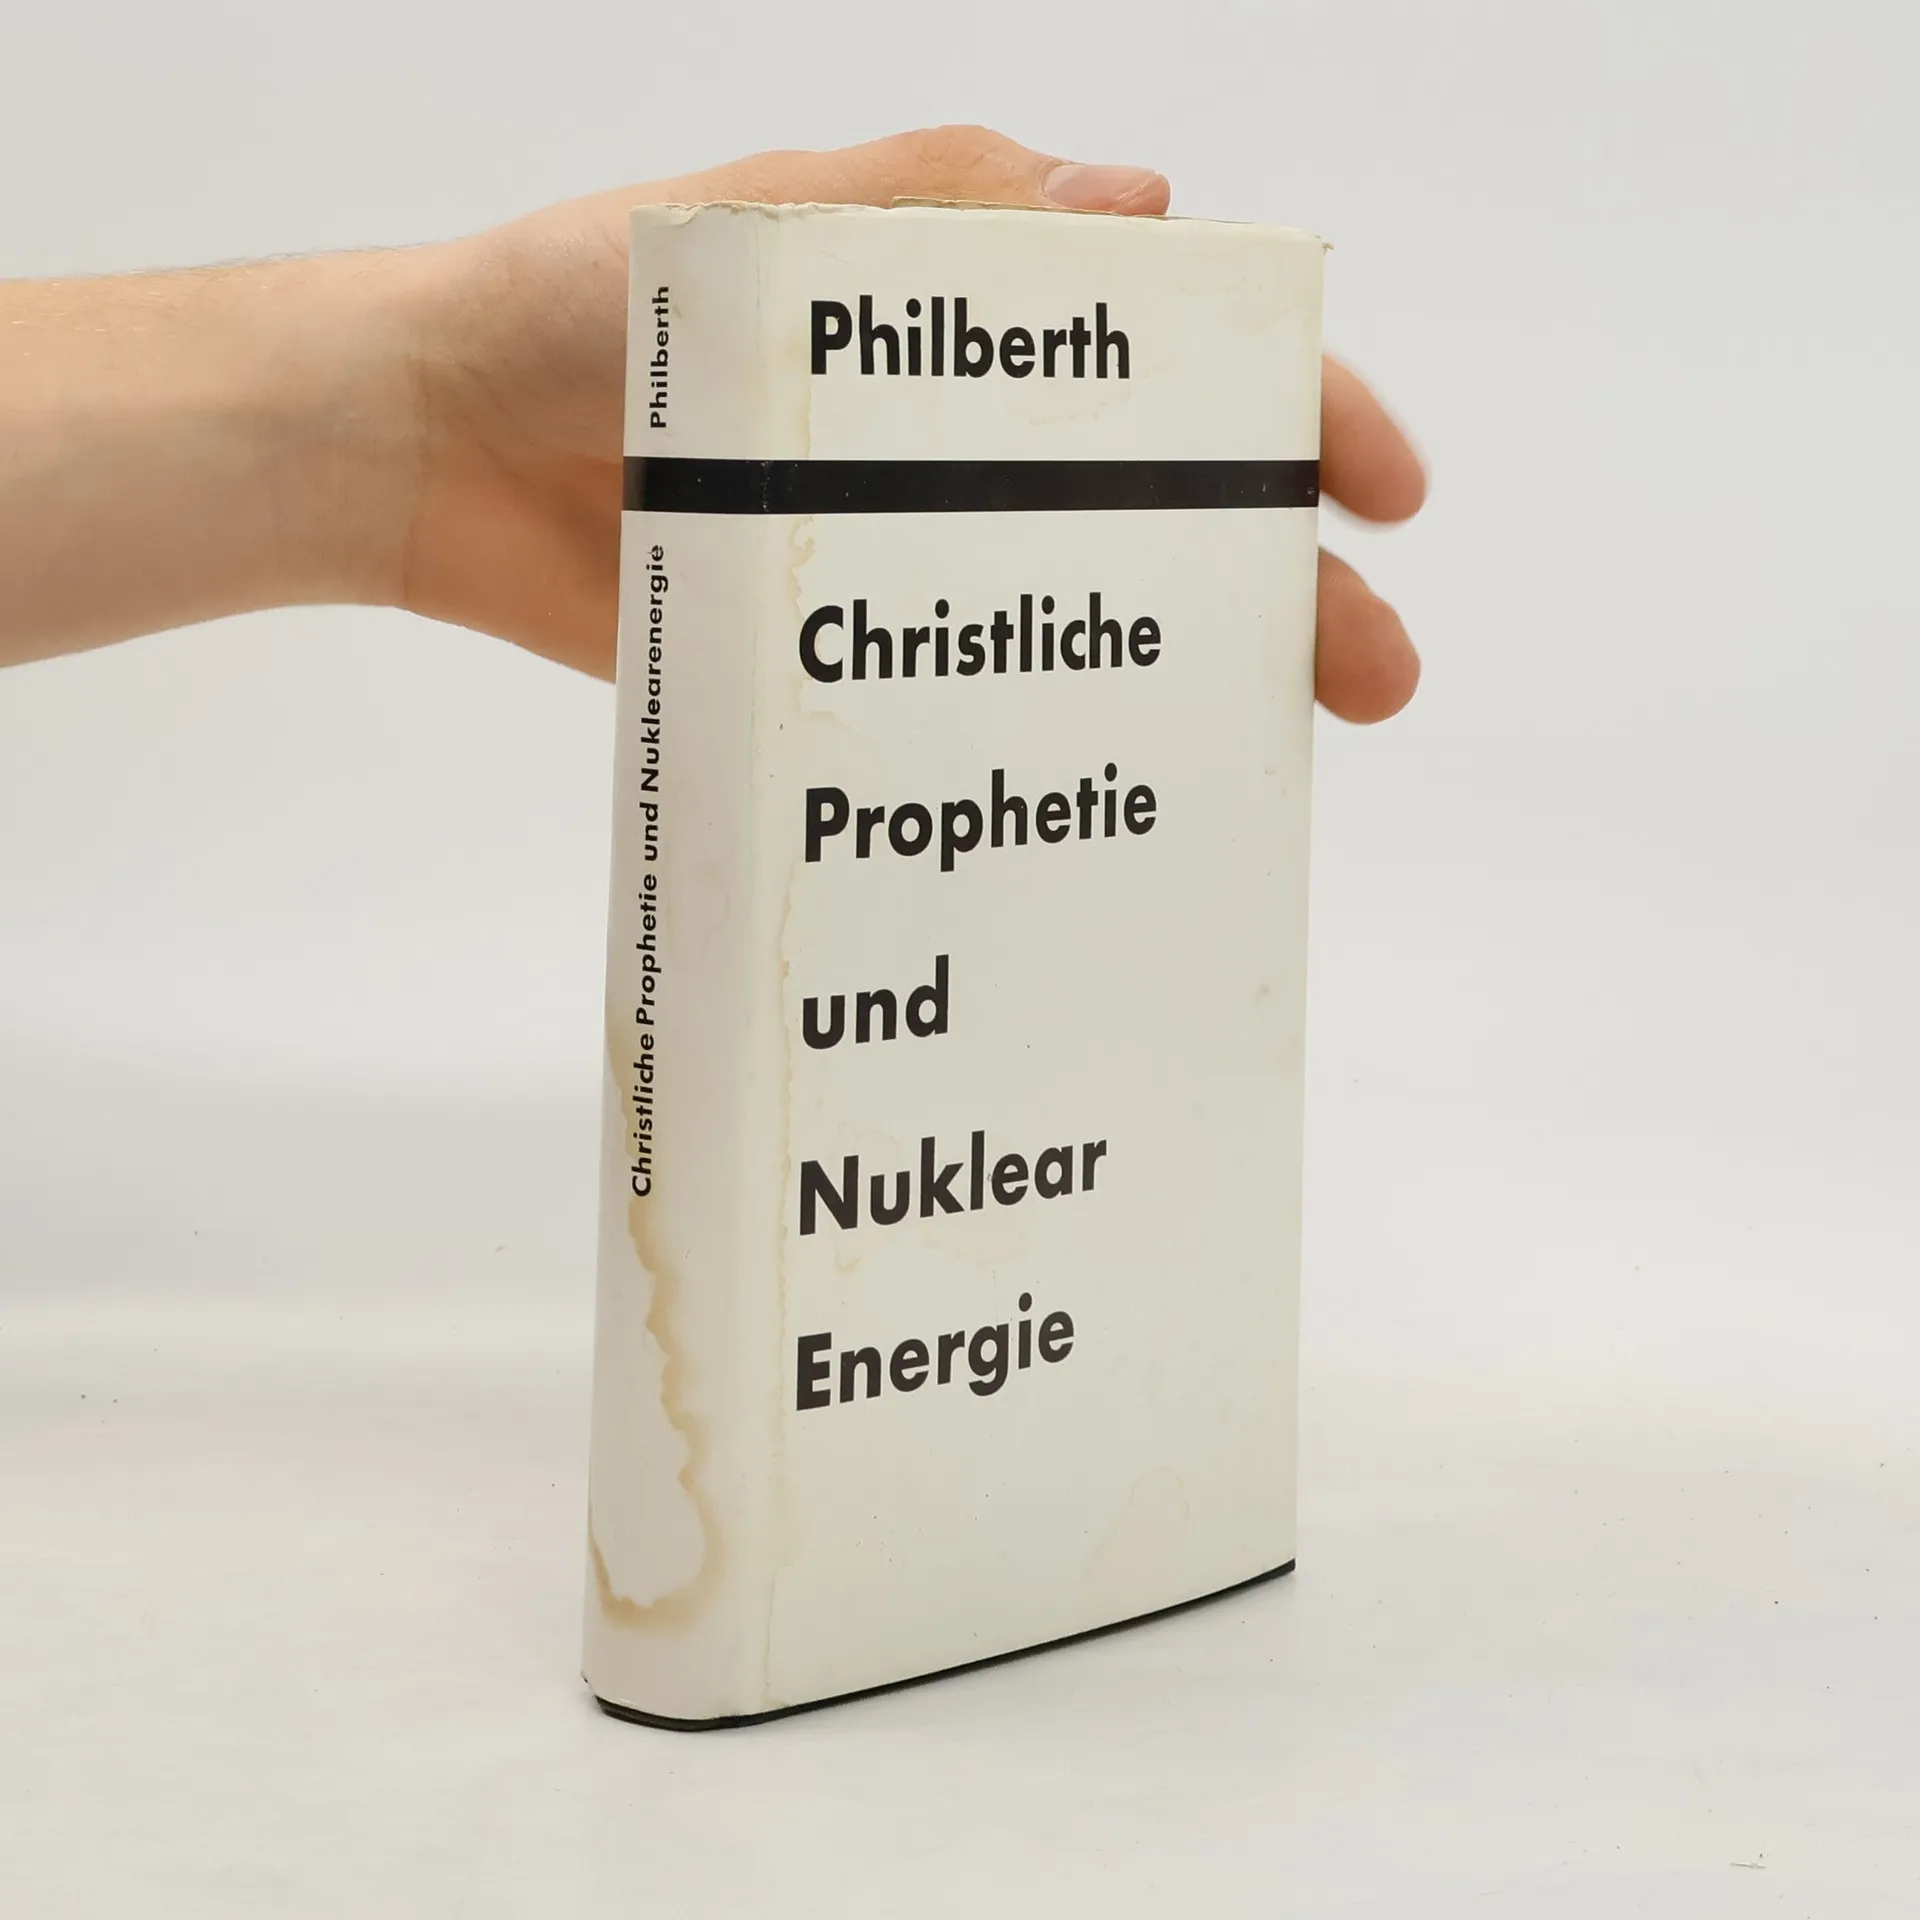 Philberth
Christliche
Prophetie
und
Nuklear
Energie
Christliche Prophetie und Nuklearenergie
Philberth